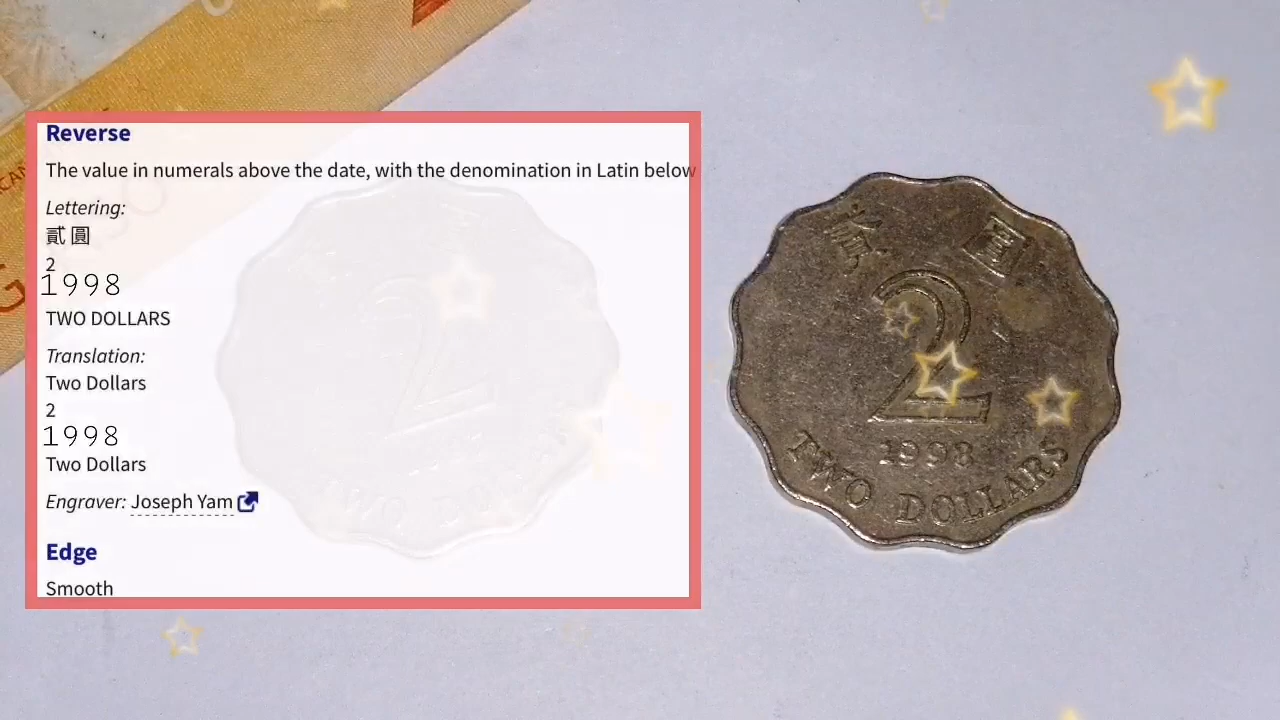 Reverse
The value in numerals above the date, with the denomination in Latin below
Lettering:
貳 圓
2
1998
TWO DOLLARS
Translation:
Two Dollars
2
1998
Two Dollars
Engraver: Joseph Yam
Edge
Smooth
貳 圓
2
1998
TWO DOLLARS